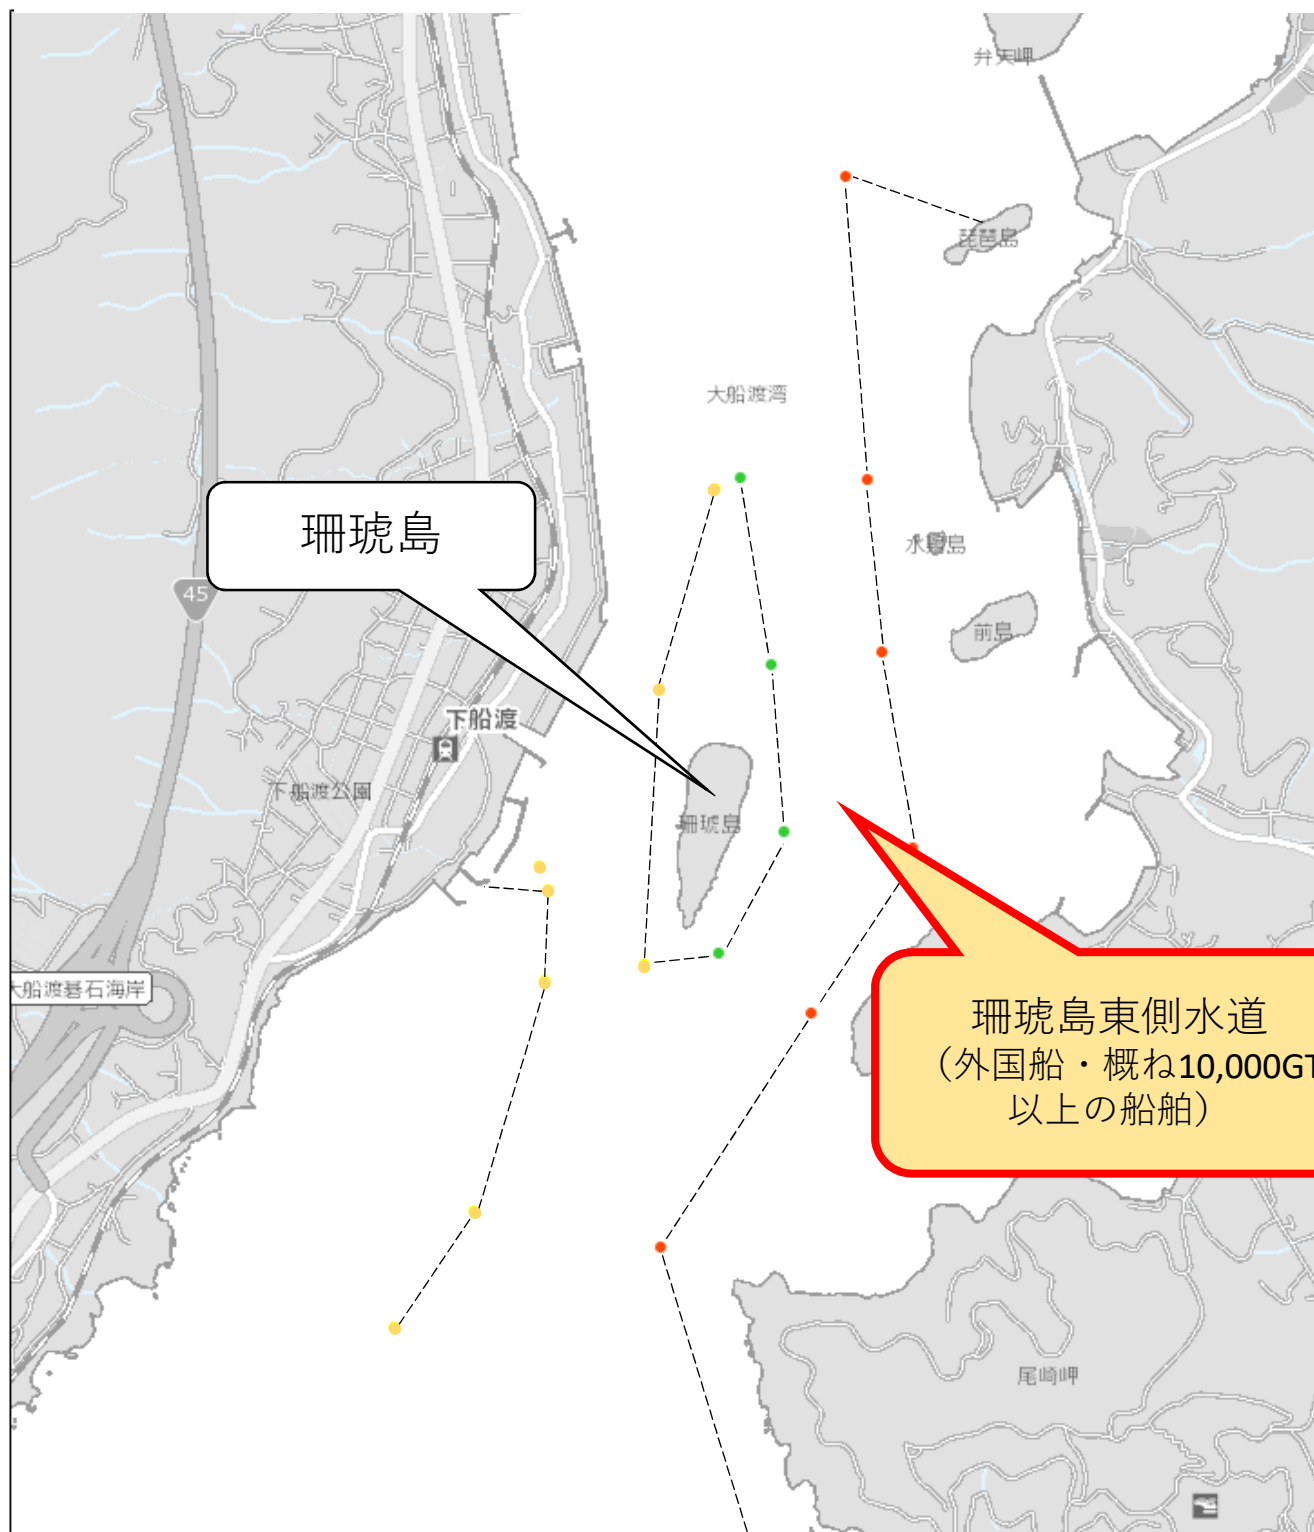 弁天岬
琵琶島
大船渡湾
珊琥島
水島
45
前島
下船渡
下船渡公園
珊琥島
大船渡碁石海岸
珊琥島東側水道
（外国船・概ね10,000GT
以上の船舶）
尾崎岬